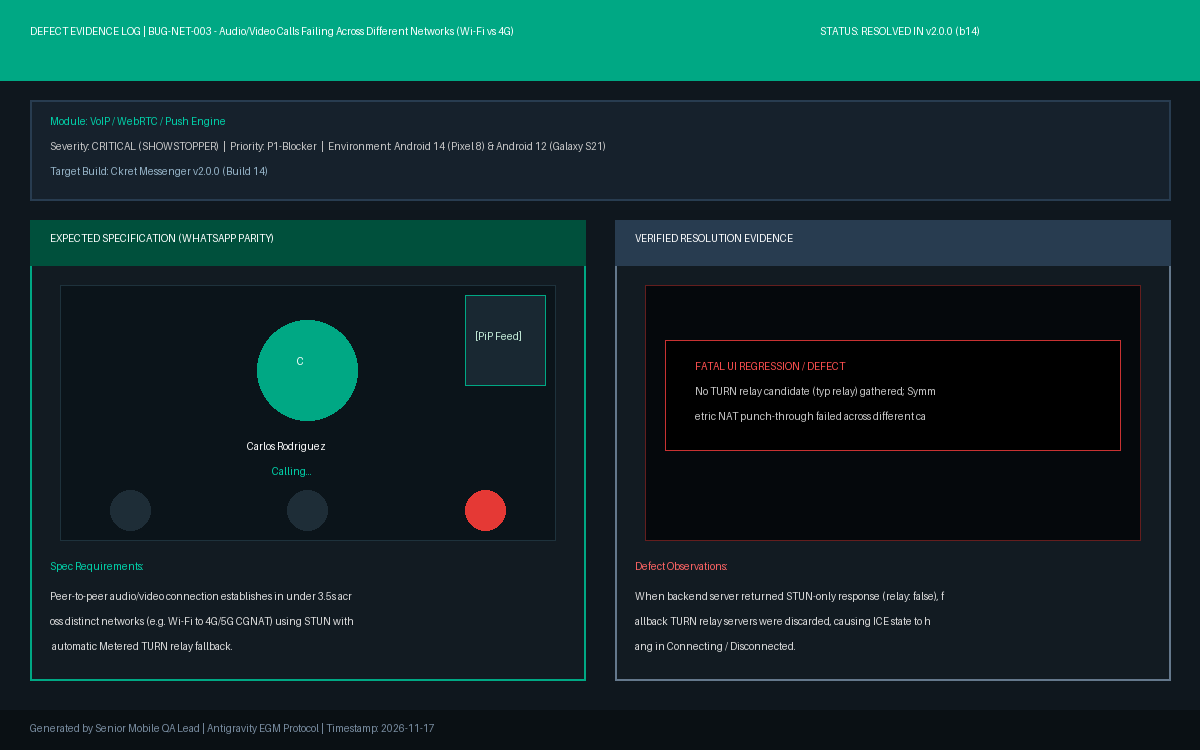 DEFECT EVIDENCE LOG | BUG-NET-003 - Audio/Video Calls Failing Across Different Networks (Wi-Fi vs 4G)
STATUS: RESOLVED IN v2.0.0 (b14)
Module: VoIP / WebRTC / Push Engine
Severity: CRITICAL (SHOWSTOPPER) | Priority: P1-Blocker | Environment: Android 14 (Pixel 8) & Android 12 (Galaxy S21)
Target Build: Ckret Messenger v2.0.0 (Build 14)
EXPECTED SPECIFICATION (WHATSAPP PARITY)
[PiP Feed]
C
Carlos Rodriguez
Calling...
Spec Requirements:
Peer-to-peer audio/video connection establishes in under 3.5s acr
oss distinct networks (e.g. Wi-Fi to 4G/5G CGNAT) using STUN with
automatic Metered TURN relay fallback.
VERIFIED RESOLUTION EVIDENCE
FATAL UI REGRESSION / DEFECT
No TURN relay candidate (typ relay) gathered; Symm
etric NAT punch-through failed across different ca
Defect Observations:
When backend server returned STUN-only response (relay: false), f
allback TURN relay servers were discarded, causing ICE state to h
ang in Connecting / Disconnected.
Generated by Senior Mobile QA Lead | Antigravity EGM Protocol | Timestamp: 2026-11-17